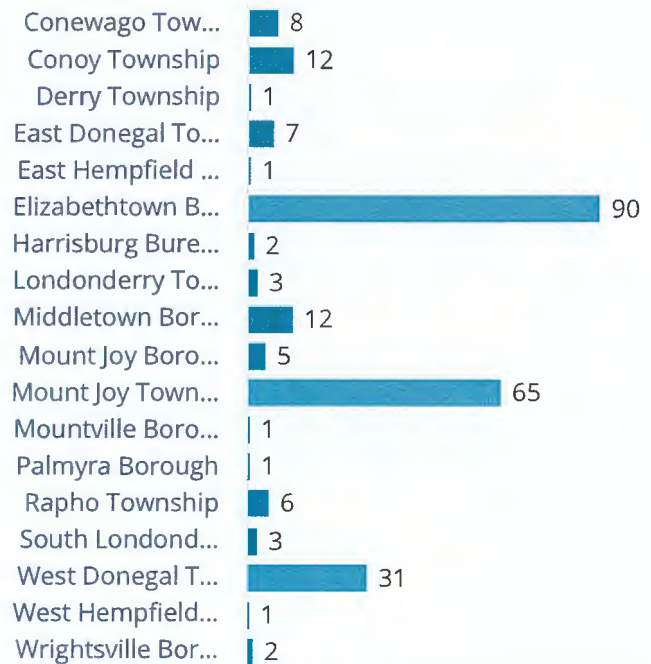 Conewago Tow... 8
Conoy Township 12
Derry Township 1
East Donegal To... 7
East Hempfield ... 1
Elizabethtown B... 90
Harrisburg Bure... 2
Londonderry To... 3
Middletown Bor... 12
Mount Joy Boro... 5
Mount Joy Town... 65
Mountville Boro... 1
Palmyra Borough 1
Rapho Township 6
South Londond... 3
West Donegal T... 31
West Hempfield... 1
Wrightsville Bor... 2